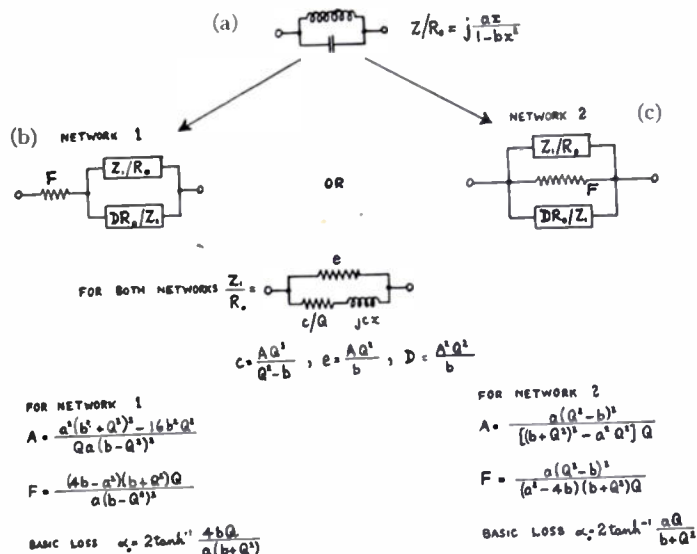 (a)
Z/R₀ = j ax/1-bx²
(b) NETWORK 1
F
Z₁/R₀
DR₀/Z₁
OR
NETWORK 2 (c)
Z₁/R₀
F
DR₀/Z₁
FOR BOTH NETWORKS Z₁/R₀ =
e
c/Q jcx
c = AQ²/Q²-b , e = AQ²/b , D = A²Q²/b
FOR NETWORK 1
A = a²(b²+Q²)²-16b²Q²/Qa(b-Q²)²
F = (4b-a²)(b+Q²)Q/a(b-Q²)²
BASIC LOSS α₀ = 2tanh⁻¹ 4bQ/a(b+Q²)
FOR NETWORK 2
A = a(Q²-b)²/[(b+Q²)²-a²Q²]Q
F = a(Q²-b)²/(a²-4b)(b+Q²)Q
BASIC LOSS α₀ = 2tanh⁻¹ aQ/b+Q²